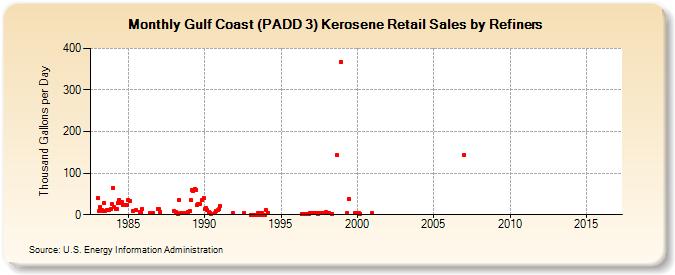 Monthly Gulf Coast (PADD 3) Kerosene Retail Sales by Refiners
Thousand Gallons per Day
400
300
200
100
0
1985 1990 1995 2000 2005 2010 2015
Source: U.S. Energy Information Administration